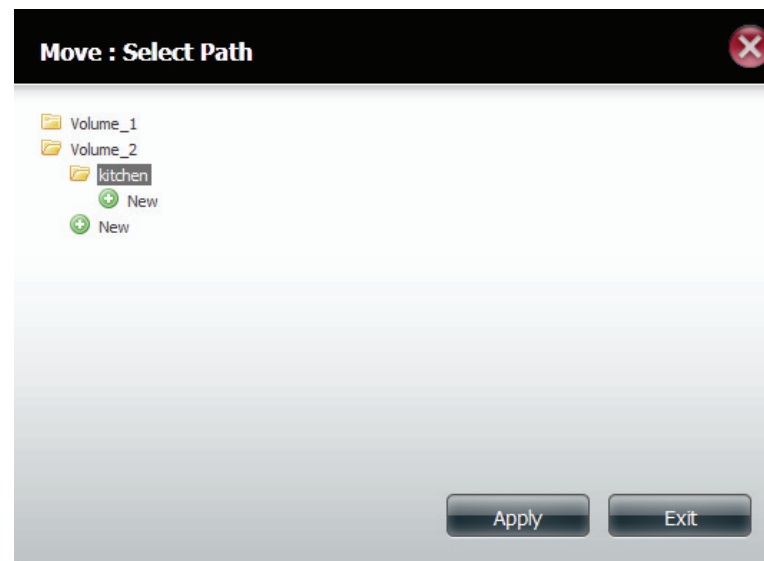 Move : Select Path
Volume_1
Volume_2
kitchen
New
New
Apply
Exit